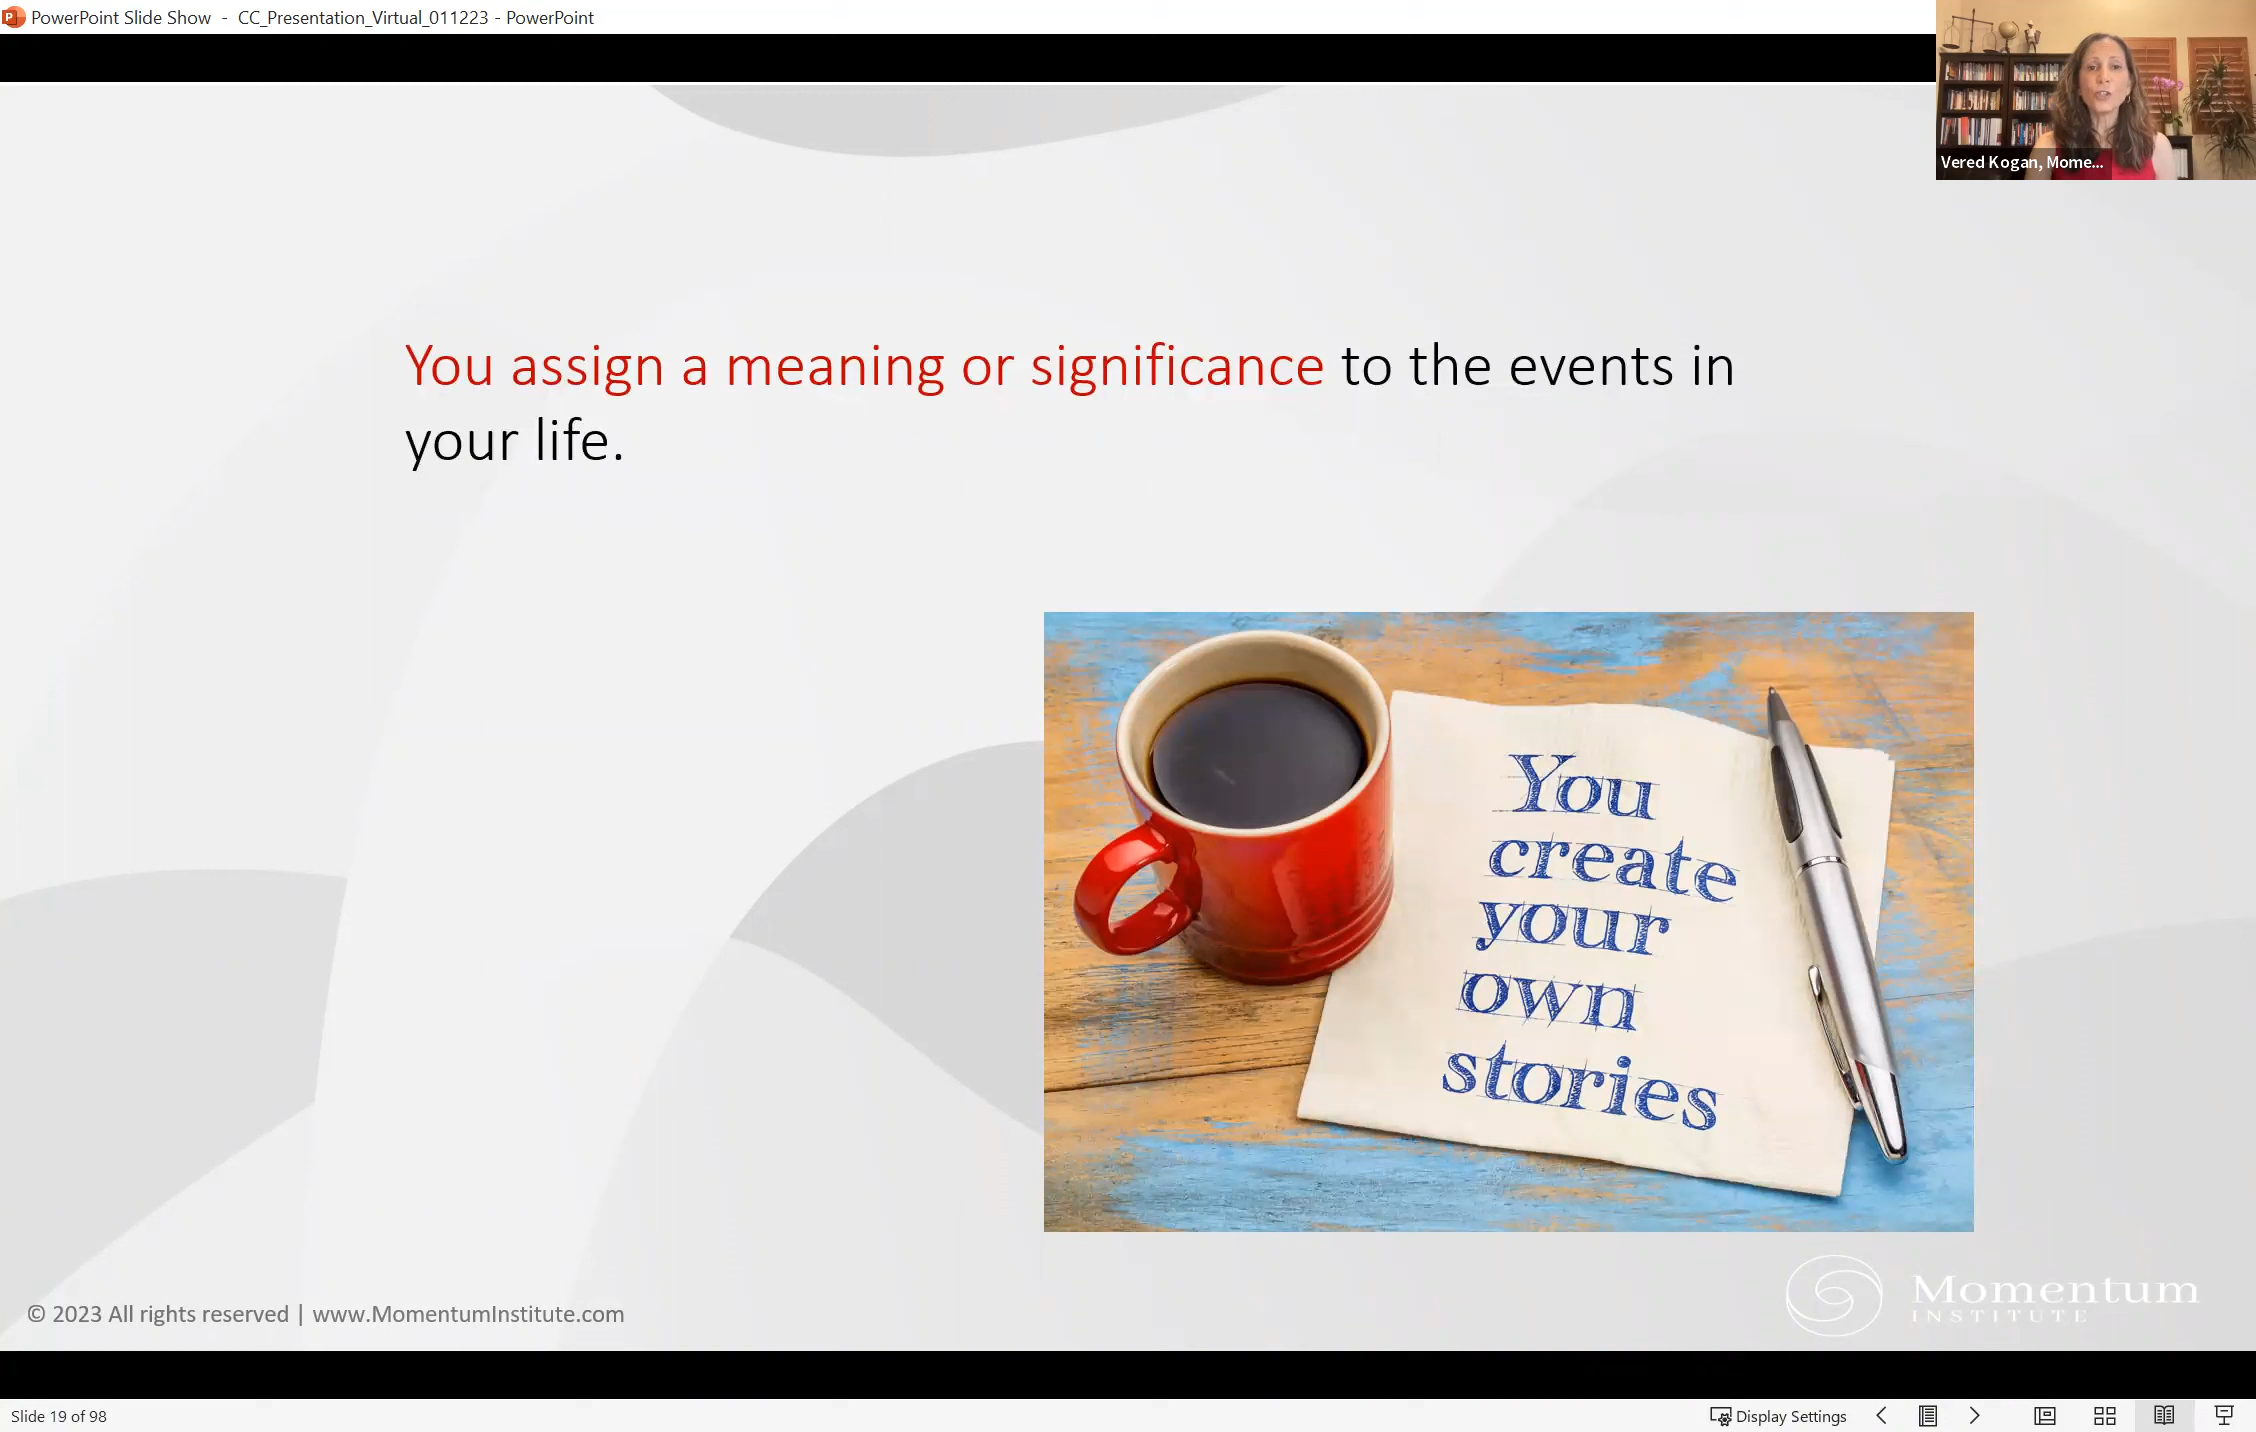 PowerPoint Slide Show - CC_Presentation_Virtual_011223 - PowerPoint
Vered Kogan, Mome...
You assign a meaning or significance to the events in
your life.
You
create
your
own
stories
© 2023 All rights reserved | www.MomentumInstitute.com
Momentum
INSTITUTE
Slide 19 of 98
Display Settings